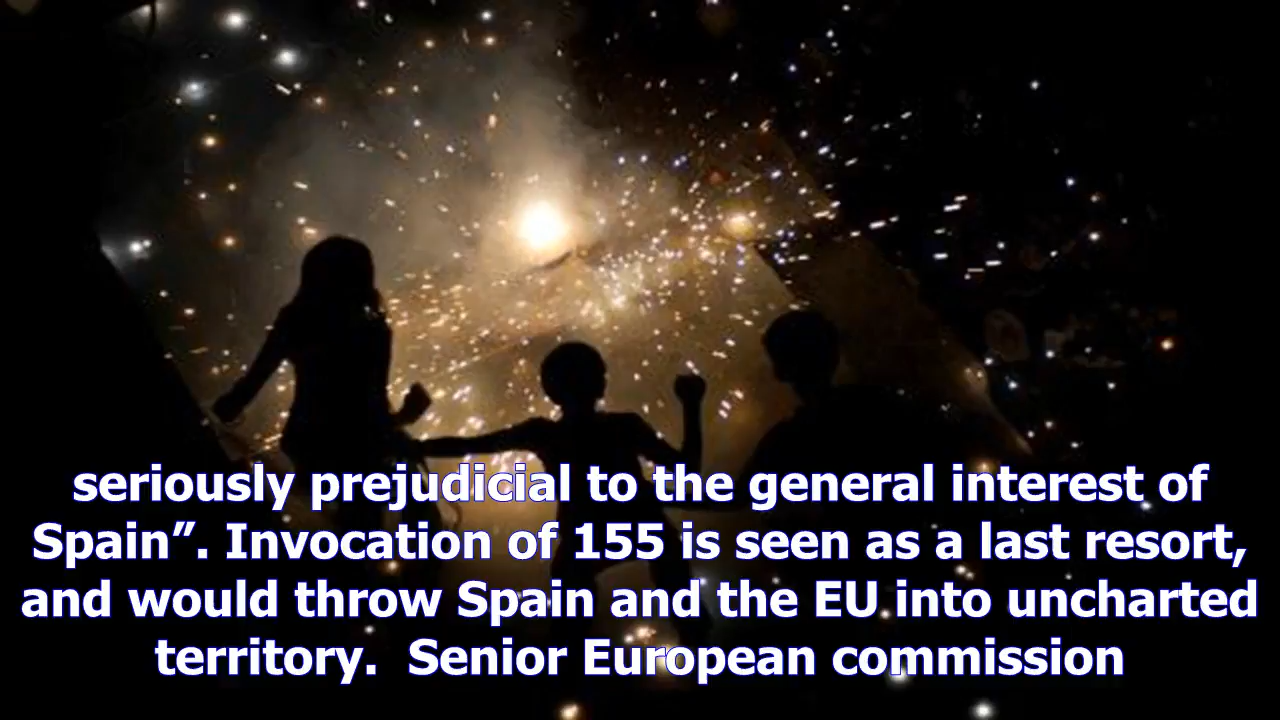 seriously prejudicial to the general interest of
Spain”. Invocation of 155 is seen as a last resort,
and would throw Spain and the EU into uncharted
territory.  Senior European commission